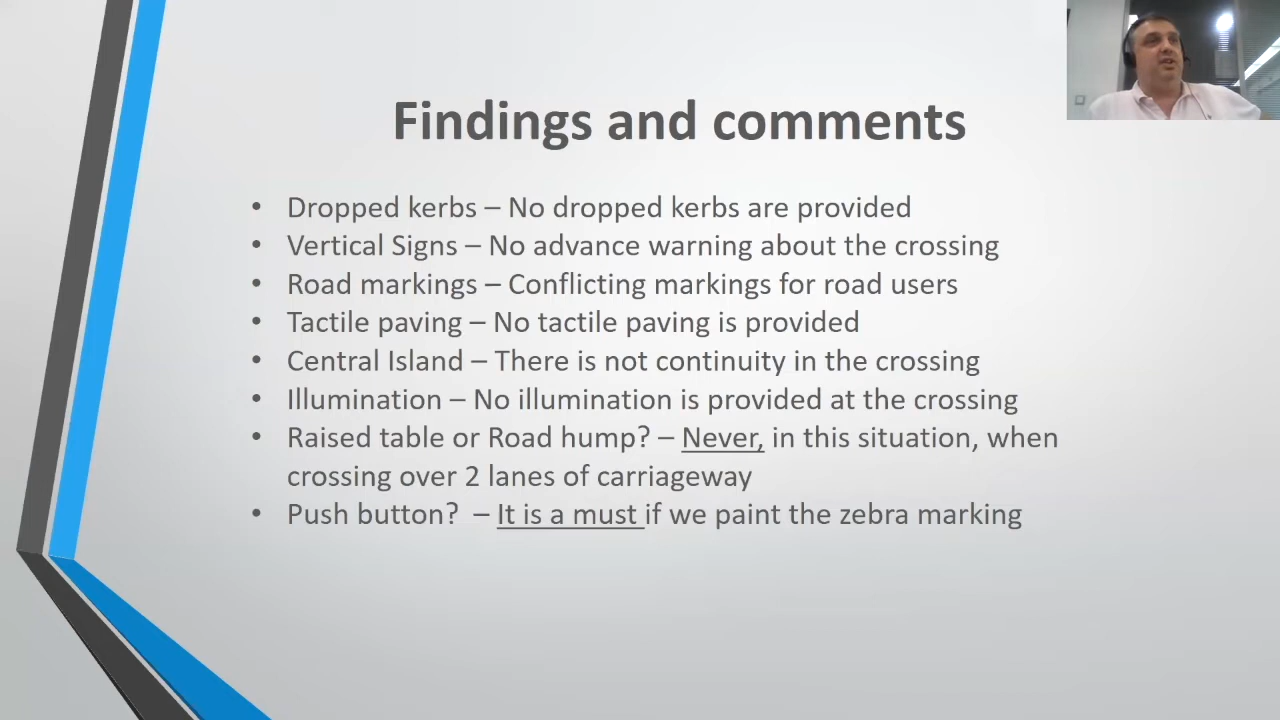 Findings and comments
• Dropped kerbs – No dropped kerbs are provided
• Vertical Signs – No advance warning about the crossing
• Road markings – Conflicting markings for road users
• Tactile paving – No tactile paving is provided
• Central Island – There is not continuity in the crossing
• Illumination – No illumination is provided at the crossing
• Raised table or Road hump? – Never, in this situation, when
crossing over 2 lanes of carriageway
• Push button?  – It is a must if we paint the zebra marking